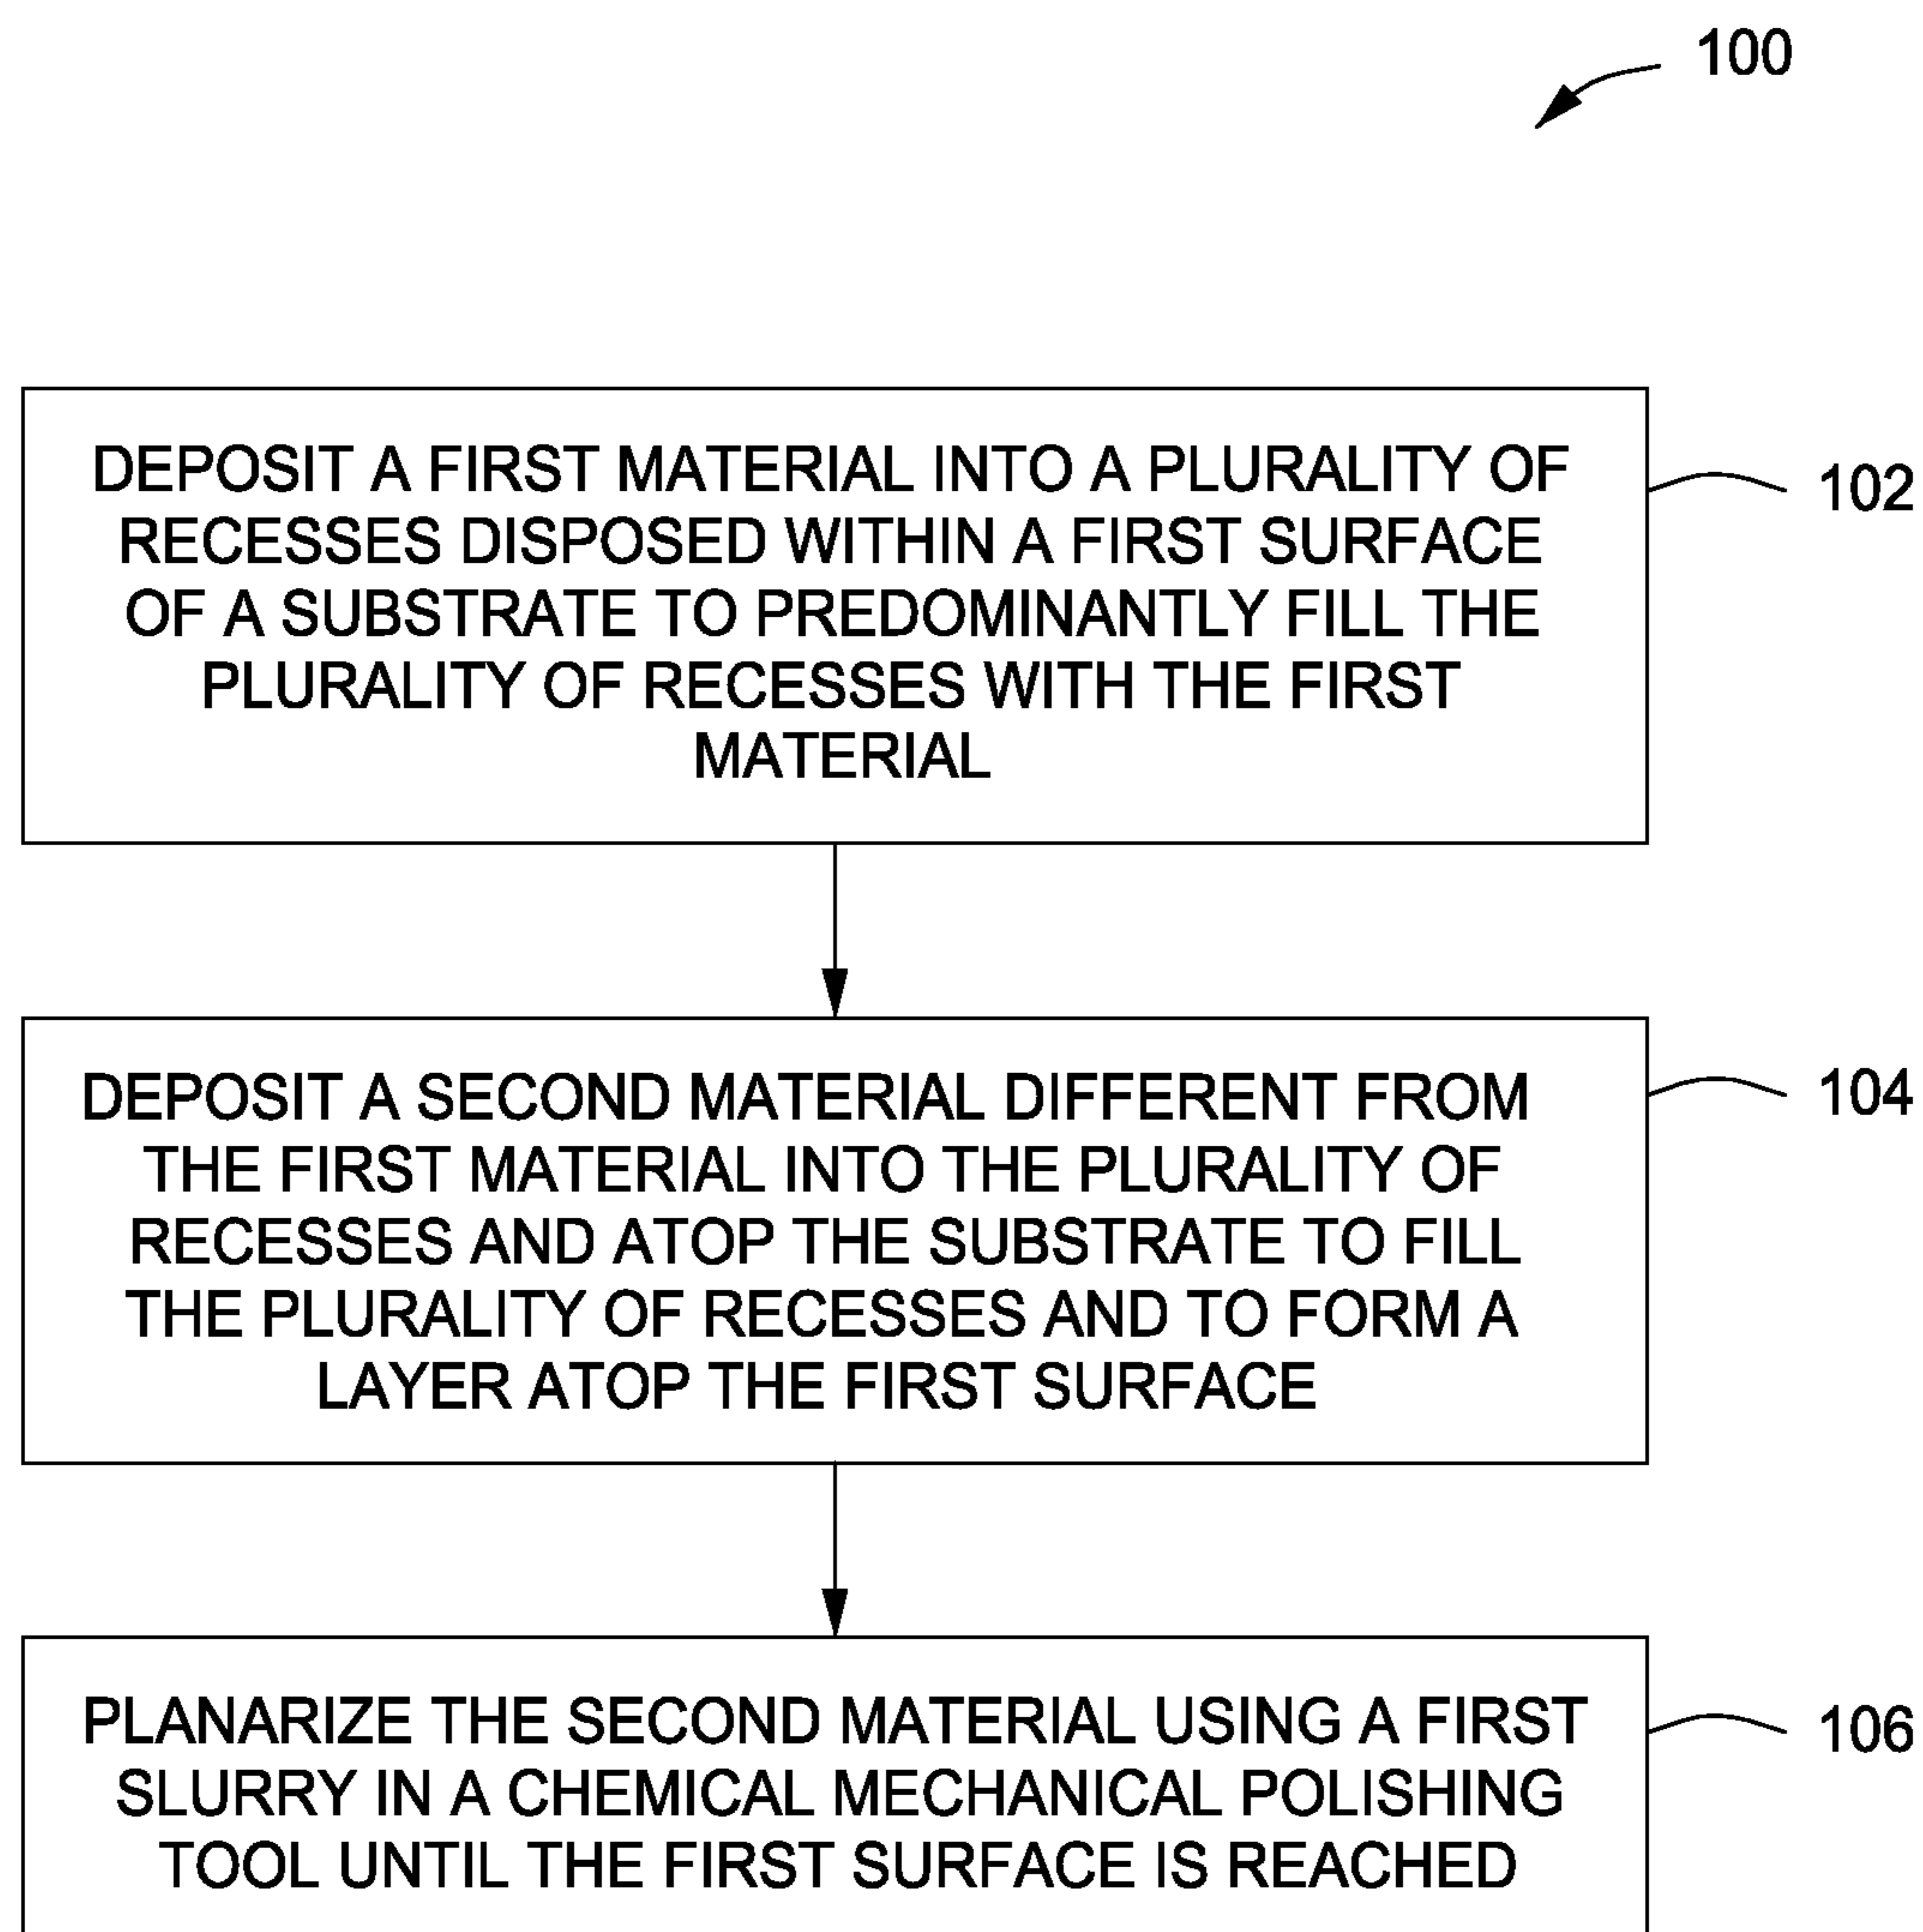 100
DEPOSIT A FIRST MATERIAL INTO A PLURALITY OF
RECESSES DISPOSED WITHIN A FIRST SURFACE
OF A SUBSTRATE TO PREDOMINANTLY FILL THE
PLURALITY OF RECESSES WITH THE FIRST
MATERIAL
102
DEPOSIT A SECOND MATERIAL DIFFERENT FROM
THE FIRST MATERIAL INTO THE PLURALITY OF
RECESSES AND ATOP THE SUBSTRATE TO FILL
THE PLURALITY OF RECESSES AND TO FORM A
LAYER ATOP THE FIRST SURFACE
104
PLANARIZE THE SECOND MATERIAL USING A FIRST
SLURRY IN A CHEMICAL MECHANICAL POLISHING
TOOL UNTIL THE FIRST SURFACE IS REACHED
106